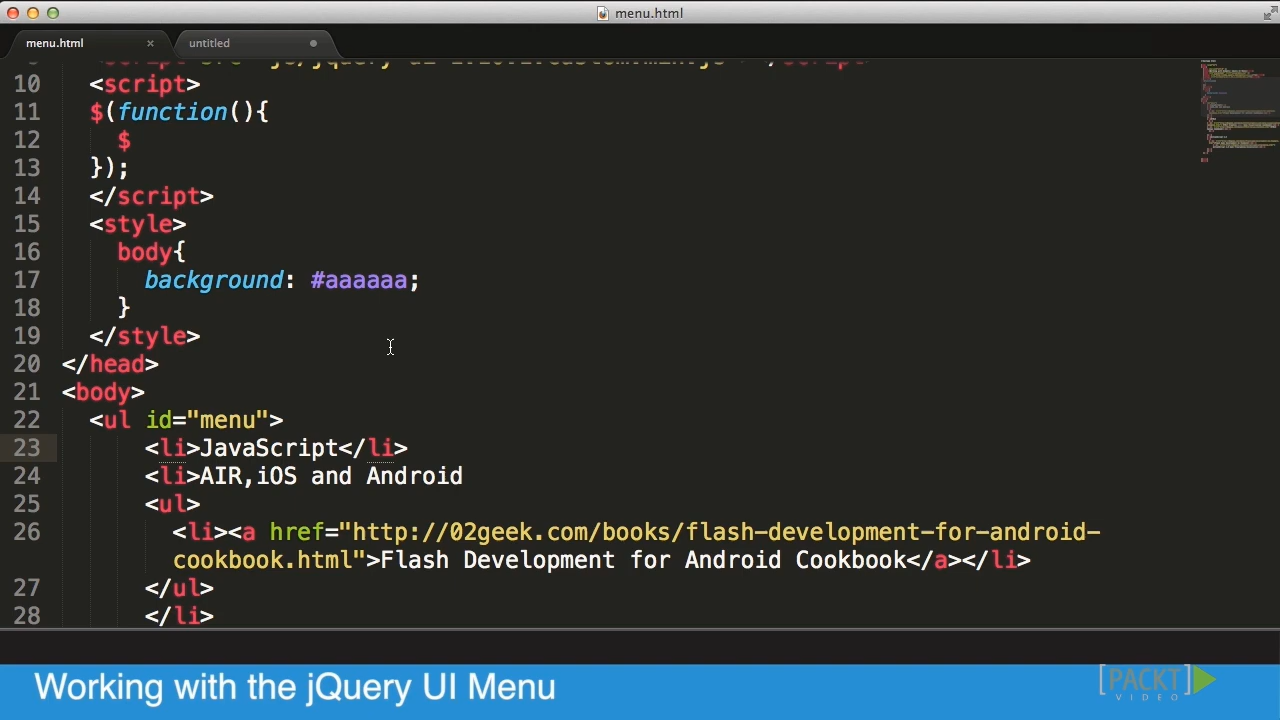 menu.html
menu.html × untitled
10 <script>
11 $(function(){
12 $
13 });
14 </script>
15 <style>
16 body{
17 background: #aaaaaa;
18 }
19 </style>
20 </head>
21 <body>
22 <ul id="menu">
23 <li>JavaScript</li>
24 <li>AIR,iOS and Android
25 <ul>
26 <li><a href="http://02geek.com/books/flash-development-for-android-
cookbook.html">Flash Development for Android Cookbook</a></li>
27 </ul>
28 </li>
Working with the jQuery UI Menu
[PACKT]
VIDEO